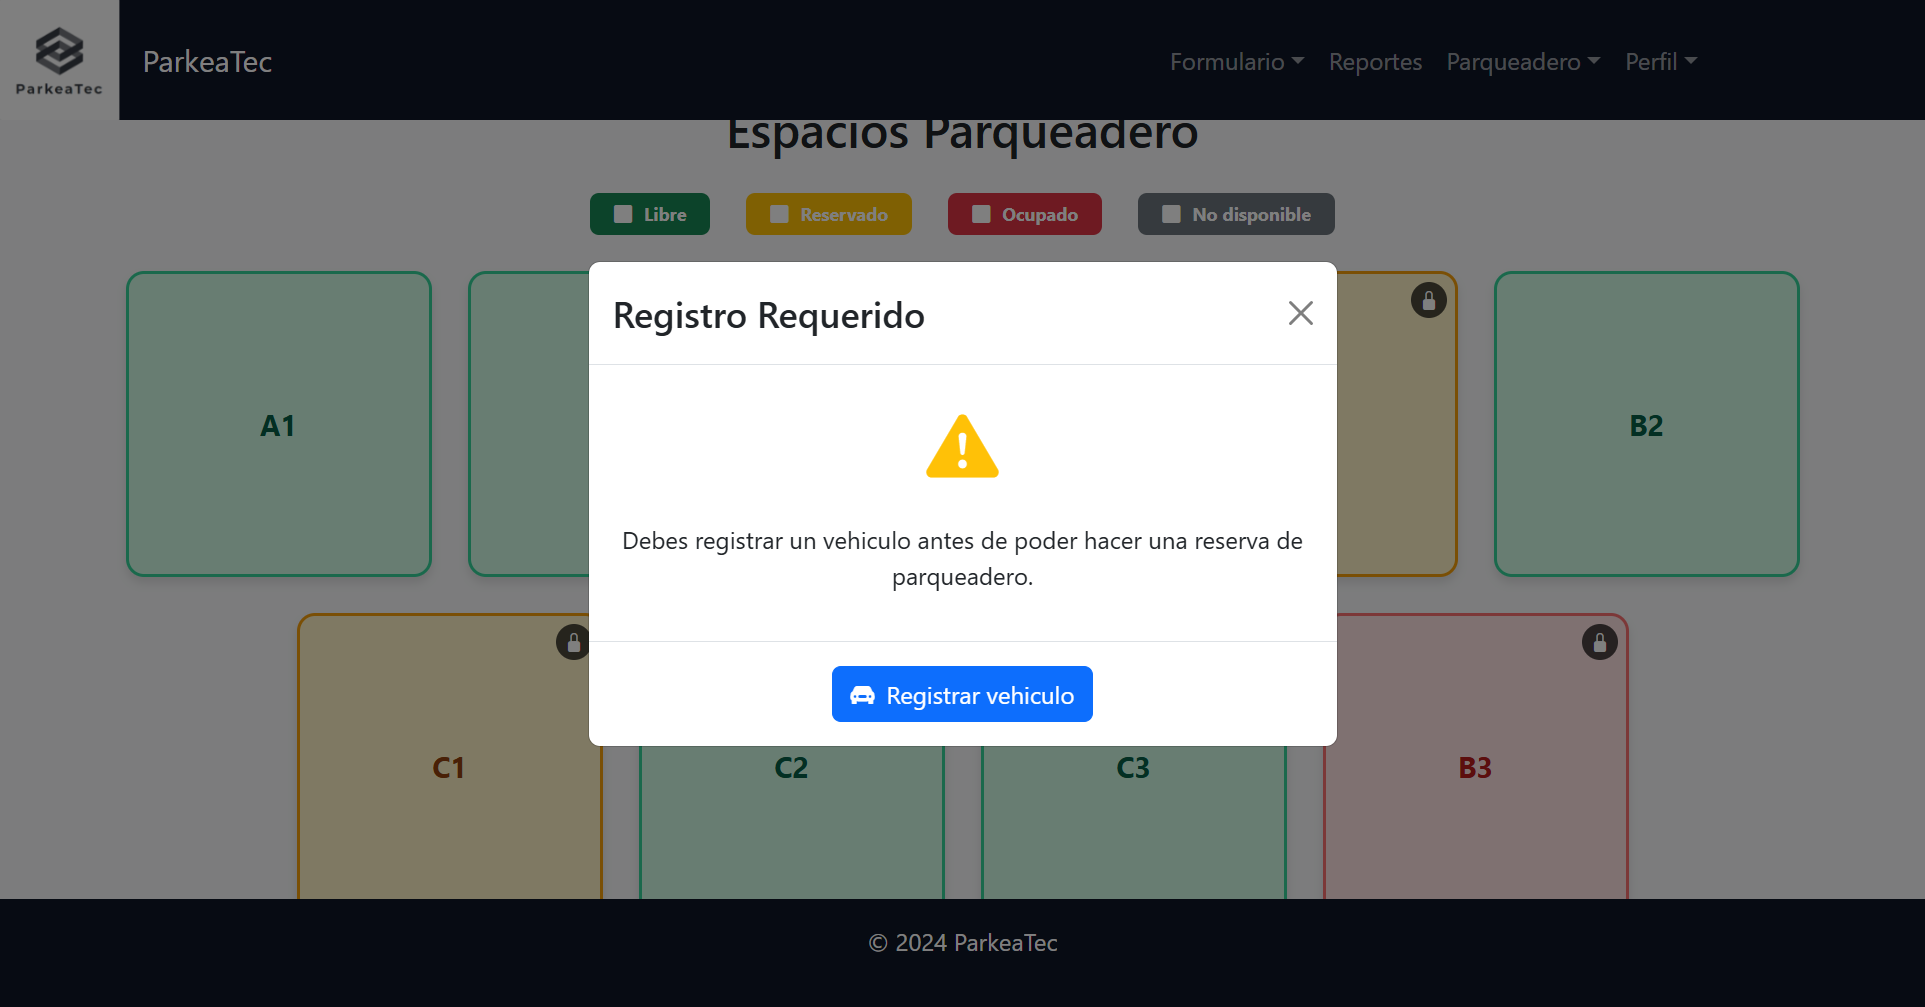 ParkeaTec
ParkeaTec
Formulario
Reportes
Parqueadero
Perfil
Espacios Parqueadero
Libre
Reservado
Ocupado
No disponible
A1
B2
Registro Requerido
Debes registrar un vehiculo antes de poder hacer una reserva de
parqueadero.
Registrar vehiculo
C1
C2
C3
B3
© 2024 ParkeaTec